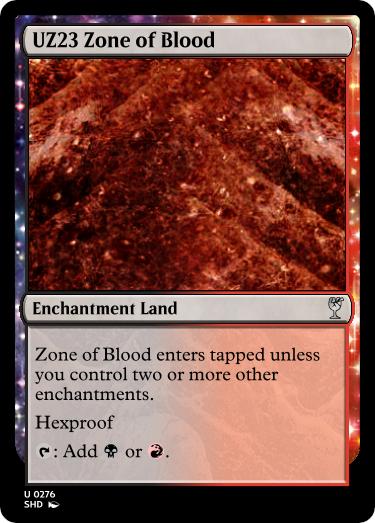 UZ23 Zone of Blood
Enchantment Land
Zone of Blood enters tapped unless
you control two or more other
enchantments.
Hexproof
: Add or .
U 0276
SHD